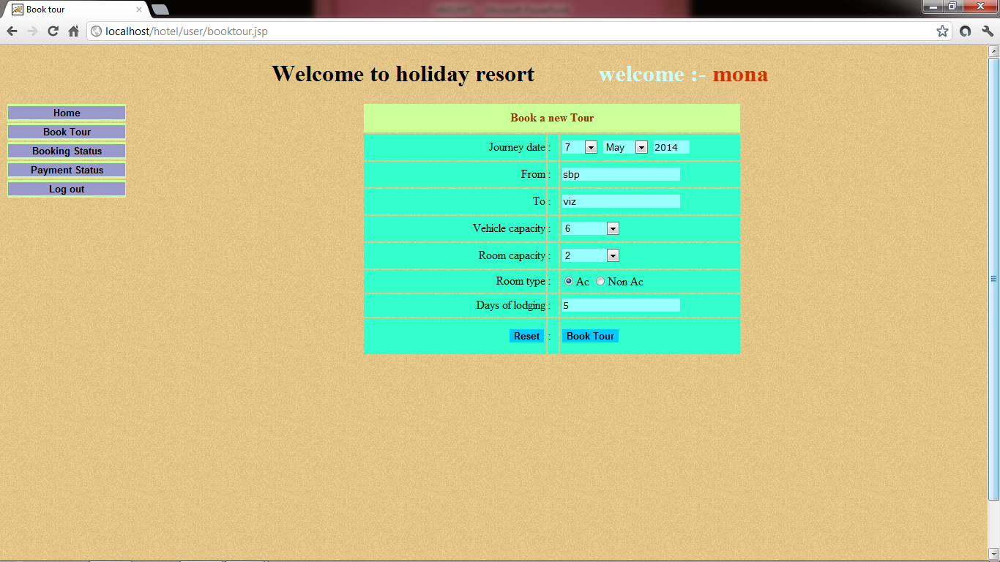 Book tour
localhost/hotel/user/booktour.jsp
Welcome to holiday resort welcome :- mona
Home
Book Tour
Booking Status
Payment Status
Log out
Book a new Tour
Journey date : 7 May 2014
From : sbp
To : viz
Vehicle capacity : 6
Room capacity : 2
Room type : Ac Non Ac
Days of lodging : 5
Reset : Book Tour